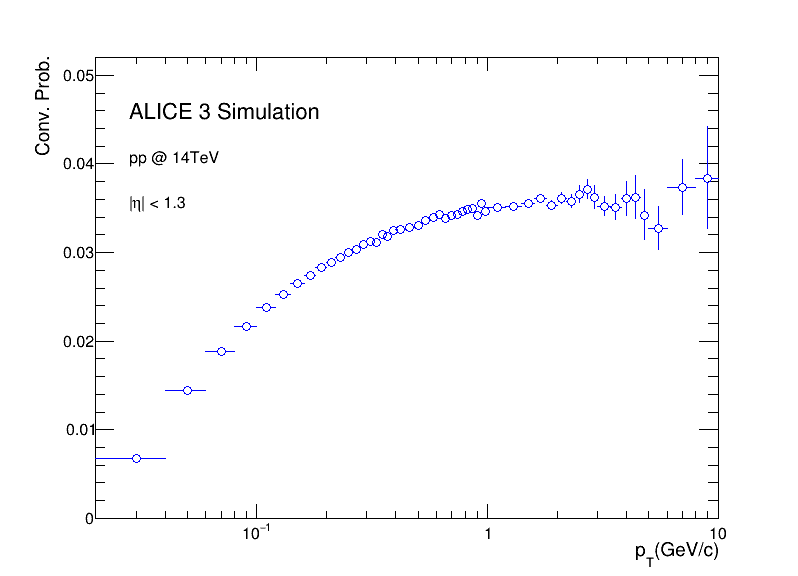 Conv. Prob.
0.05
ALICE 3 Simulation
0.04
pp @ 14TeV
|η| < 1.3
0.03
0.02
0.01
0
10⁻¹
1
10
p_T(GeV/c)